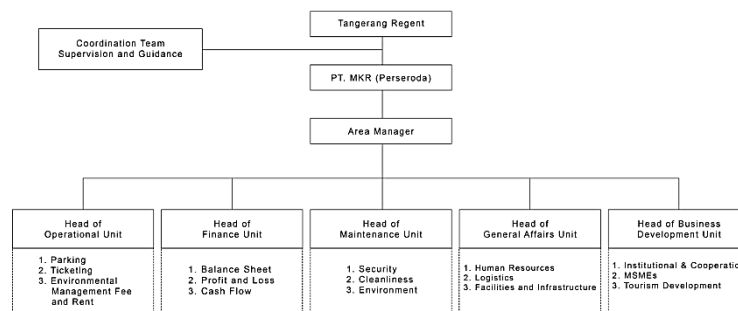 Tangerang Regent
Coordination Team
Supervision and Guidance
PT. MKR (Perseroda)
Area Manager
Head of
Operational Unit
1. Parking
2. Ticketing
3. Environmental
Management Fee
and Rent
Head of
Finance Unit
1. Balance Sheet
2. Profit and Loss
3. Cash Flow
Head of
Maintenance Unit
1. Security
2. Cleanliness
3. Environment
Head of
General Affairs Unit
1. Human Resources
2. Logistics
3. Facilities and Infrastructure
Head of Business
Development Unit
1. Institutional & Cooperatio
2. MSMEs
3. Tourism Development